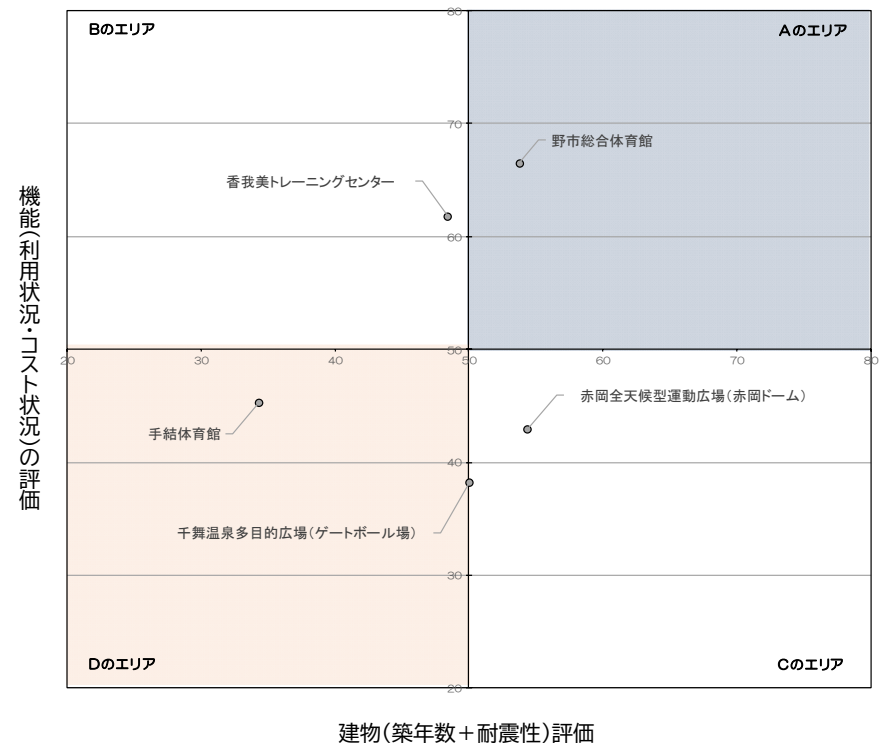 80
Bのエリア
Aのエリア
70
野市総合体育館
香我美トレーニングセンター
60
機能(利用状況・コスト状況)の評価
50
20
30
40
50
60
70
80
赤岡全天候型運動広場(赤岡ドーム)
手結体育館
40
千舞温泉多目的広場(ゲートボール場)
30
Dのエリア
Cのエリア
20
建物(築年数+耐震性)評価